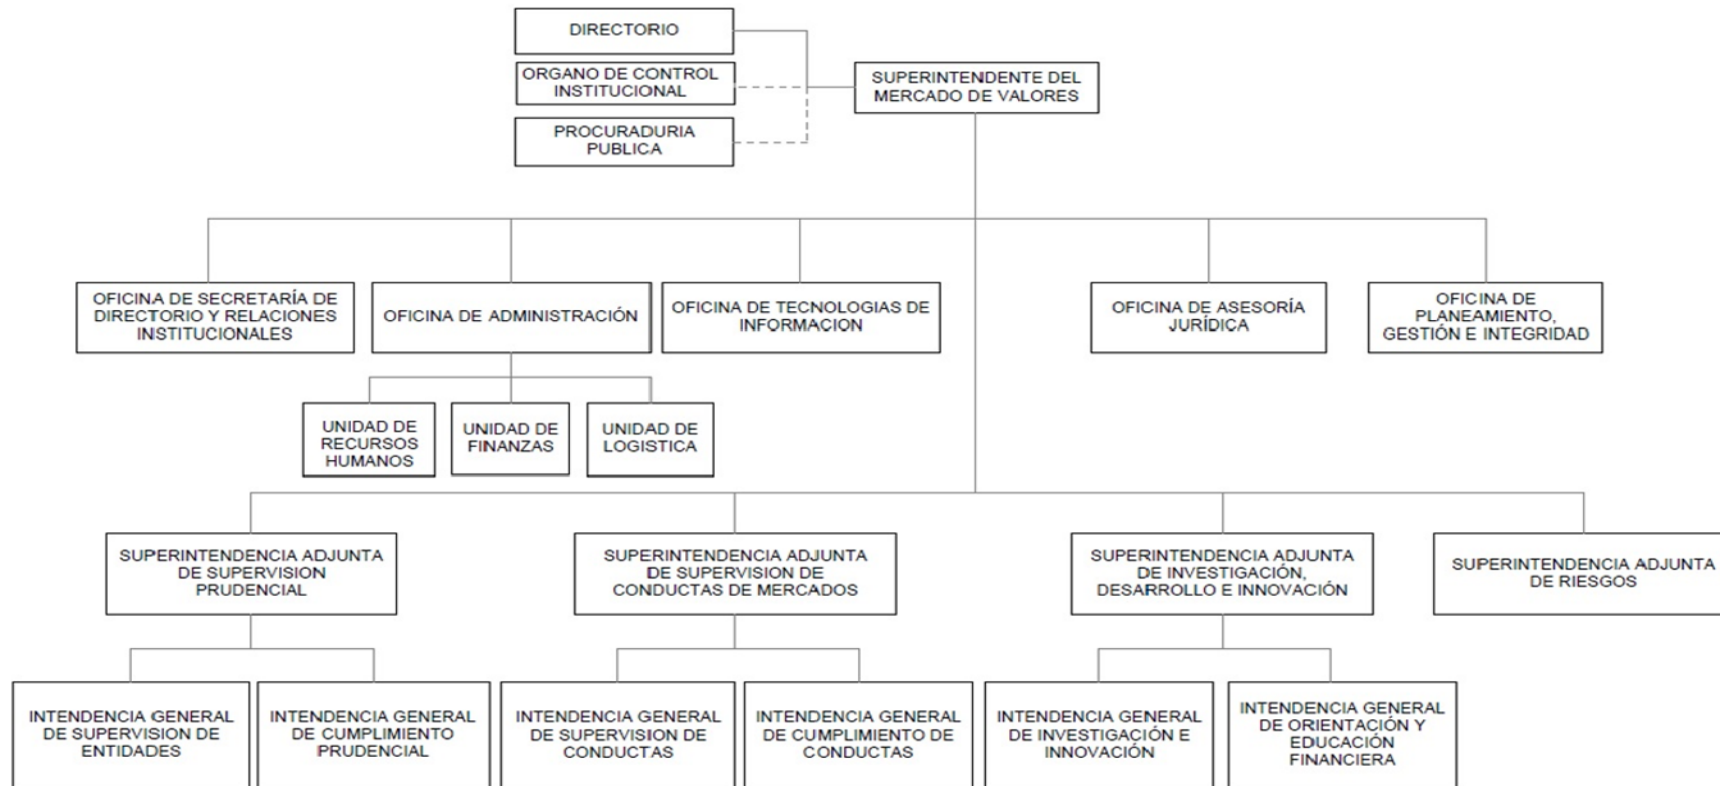 DIRECTORIO
ORGANO DE CONTROL
INSTITUCIONAL
PROCURADURIA
PUBLICA
SUPERINTENDENTE DEL
MERCADO DE VALORES
OFICINA DE SECRETARÍA DE
DIRECTORIO Y RELACIONES
INSTITUCIONALES
OFICINA DE ADMINISTRACIÓN
OFICINA DE TECNOLOGIAS DE
INFORMACION
OFICINA DE ASESORÍA
JURÍDICA
OFICINA DE
PLANEAMIENTO,
GESTIÓN E INTEGRIDAD
UNIDAD DE
RECURSOS
HUMANOS
UNIDAD DE
FINANZAS
UNIDAD DE
LOGISTICA
SUPERINTENDENCIA ADJUNTA
DE SUPERVISION
PRUDENCIAL
SUPERINTENDENCIA ADJUNTA
DE SUPERVISION DE
CONDUCTAS DE MERCADOS
SUPERINTENDENCIA ADJUNTA
DE INVESTIGACIÓN,
DESARROLLO E INNOVACIÓN
SUPERINTENDENCIA ADJUNTA
DE RIESGOS
INTENDENCIA GENERAL
DE SUPERVISION DE
ENTIDADES
INTENDENCIA GENERAL
DE CUMPLIMIENTO
PRUDENCIAL
INTENDENCIA GENERAL
DE SUPERVISION DE
CONDUCTAS
INTENDENCIA GENERAL
DE CUMPLIMIENTO DE
CONDUCTAS
INTENDENCIA GENERAL
DE INVESTIGACIÓN E
INNOVACIÓN
INTENDENCIA GENERAL
DE ORIENTACIÓN Y
EDUCACIÓN
FINANCIERA